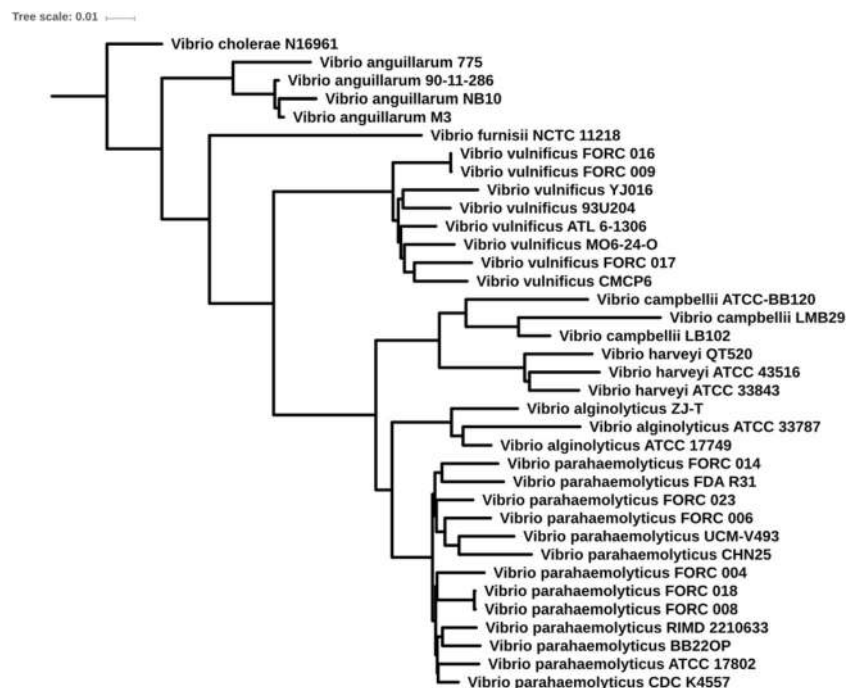 Tree scale: 0.01
Vibrio cholerae N16961
Vibrio anguillarum 775
Vibrio anguillarum 90-11-286
Vibrio anguillarum NB10
Vibrio anguillarum M3
Vibrio furnisii NCTC 11218
Vibrio vulnificus FORC 016
Vibrio vulnificus FORC 009
Vibrio vulnificus YJ016
Vibrio vulnificus 93U204
Vibrio vulnificus ATL 6-1306
Vibrio vulnificus MO6-24-O
Vibrio vulnificus FORC 017
Vibrio vulnificus CMCP6
Vibrio campbellii ATCC-BB120
Vibrio campbellii LMB29
Vibrio campbellii LB102
Vibrio harveyi QT520
Vibrio harveyi ATCC 43516
Vibrio harveyi ATCC 33843
Vibrio alginolyticus ZJ-T
Vibrio alginolyticus ATCC 33787
Vibrio alginolyticus ATCC 17749
Vibrio parahaemolyticus FORC 014
Vibrio parahaemolyticus FDA R31
Vibrio parahaemolyticus FORC 023
Vibrio parahaemolyticus FORC 006
Vibrio parahaemolyticus UCM-V493
Vibrio parahaemolyticus CHN25
Vibrio parahaemolyticus FORC 004
Vibrio parahaemolyticus FORC 018
Vibrio parahaemolyticus FORC 008
Vibrio parahaemolyticus RIMD 2210633
Vibrio parahaemolyticus BB22OP
Vibrio parahaemolyticus ATCC 17802
Vibrio parahaemolyticus CDC K4557